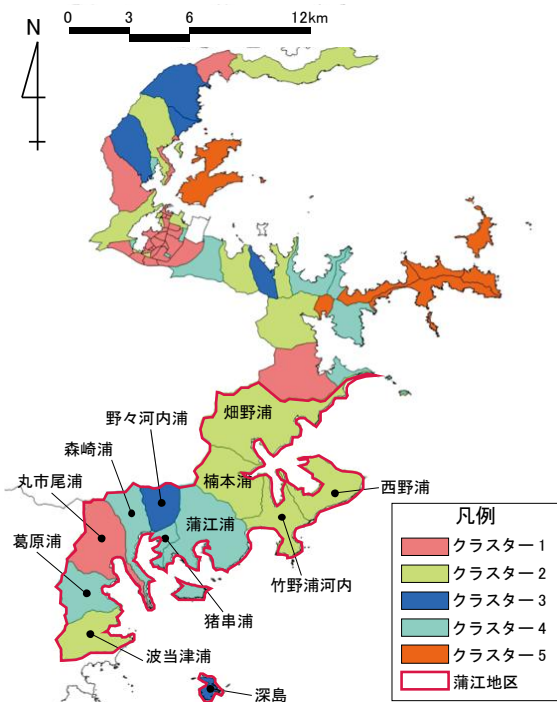 0 3 6 12km
N
畑野浦
野々河内浦
森崎浦
丸市尾浦
楠本浦
西野浦
蒲江浦
葛原浦
竹野浦河内
猪串浦
波当津浦
深島
凡例
クラスター1
クラスター2
クラスター3
クラスター4
クラスター5
蒲江地区